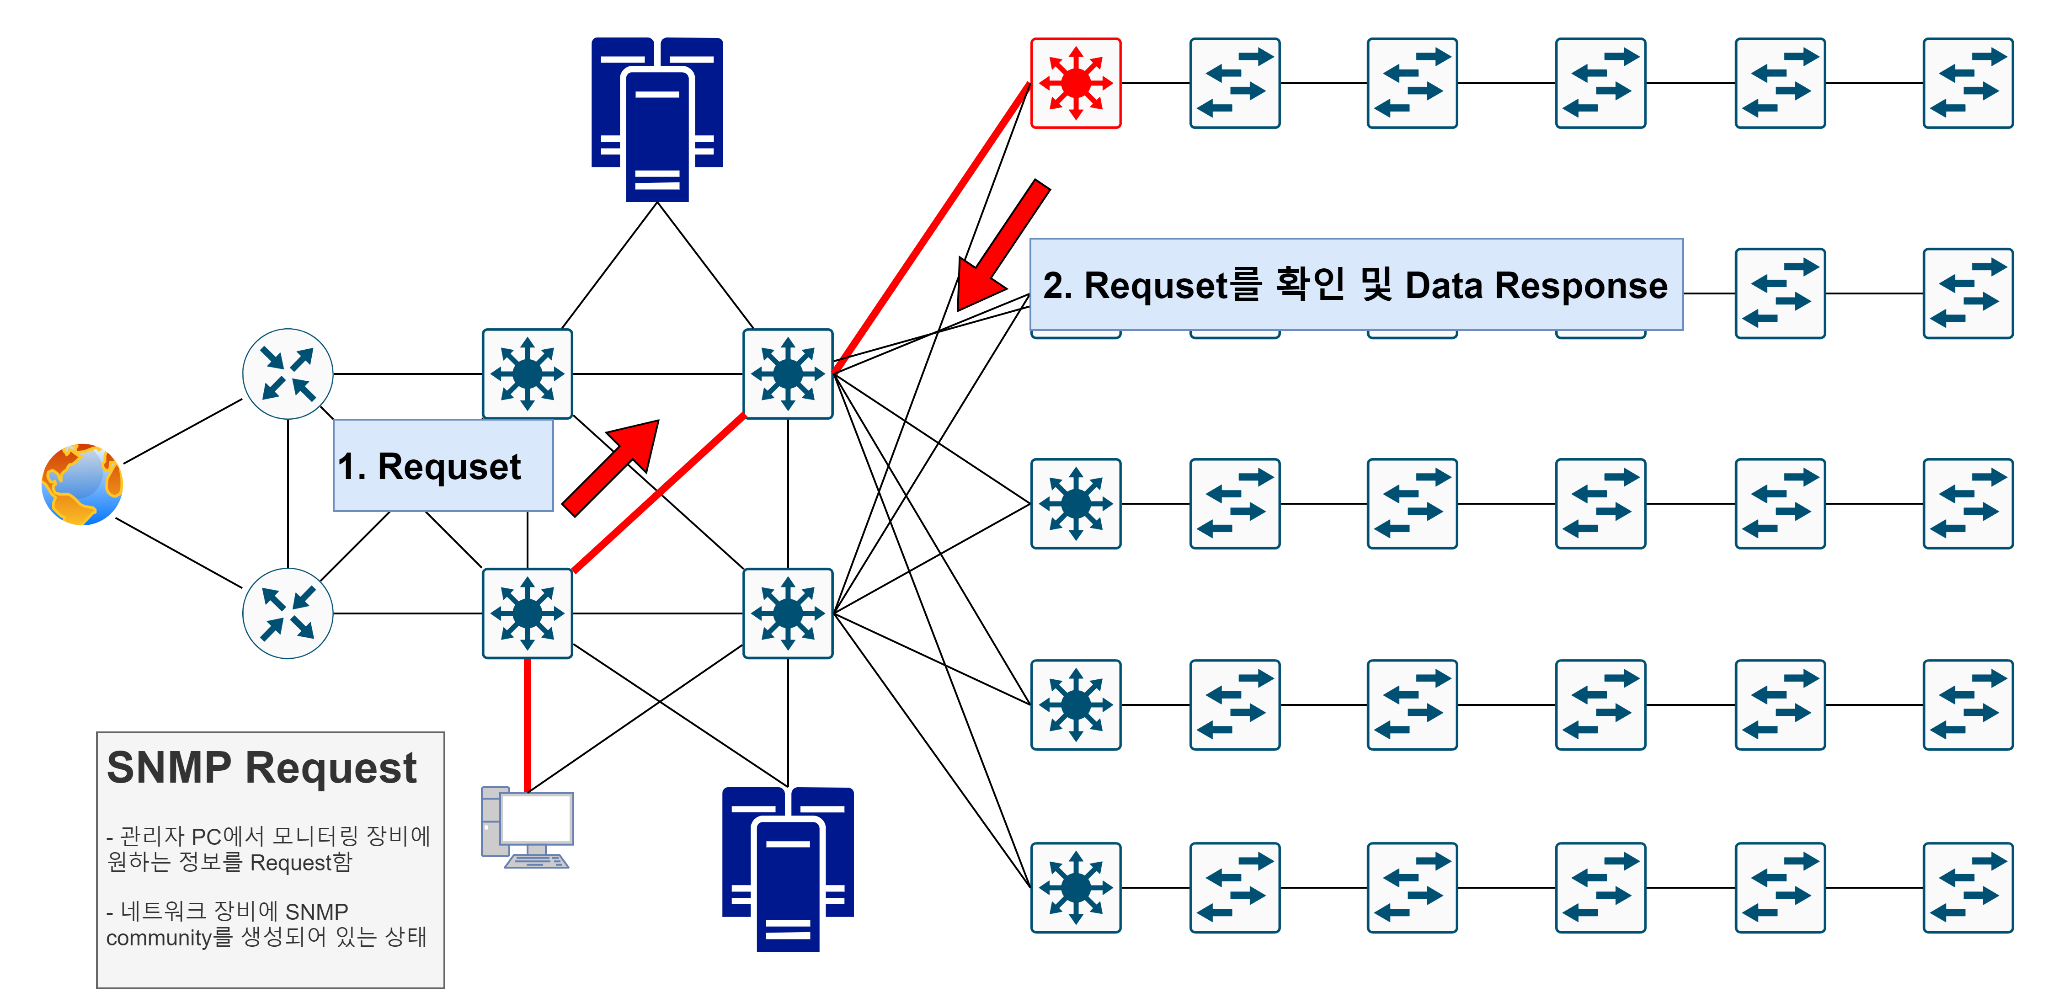 2. Requset를 확인 및 Data Response
1. Requset
SNMP Request
- 관리자 PC에서 모니터링 장비에
원하는 정보를 Request함
- 네트워크 장비에 SNMP
community를 생성되어 있는 상태